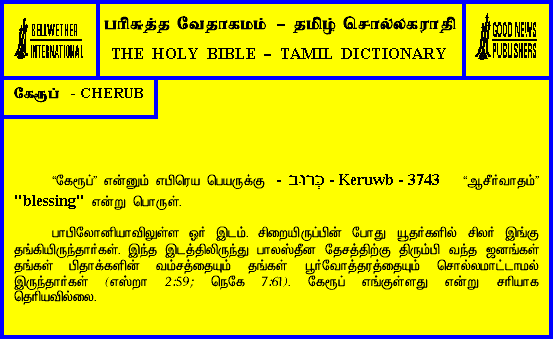 BELLWETHER
INTERNATIONAL
பரிசுத்த வேதாகமம் – தமிழ் சொல்லகராதி
THE HOLY BIBLE – TAMIL DICTIONARY
GOOD NEWS
PUBLISHERS
கேரூப் - CHERUB
“கேரூப்” என்னும் எபிரெய பெயருக்கு - כְּרוּב - Keruwb - 3743 “ஆசீர்வாதம்”
"blessing" என்று பொருள்.
பாபிலோனியாவிலுள்ள ஓர் இடம். சிறையிருப்பின் போது யூதர்களில் சிலர் இங்கு
தங்கியிருந்தார்கள். இந்த இடத்திலிருந்து பாலஸ்தீன தேசத்திற்கு திரும்பி வந்த ஜனங்கள்
தங்கள் பிதாக்களின் வம்சத்தையும் தங்கள் பூர்வோத்தரத்தையும் சொல்லமாட்டாமல்
இருந்தார்கள் (எஸ்றா 2:59; நெகே 7:61). கேரூப் எங்குள்ளது என்று சரியாக
தெரியவில்லை.